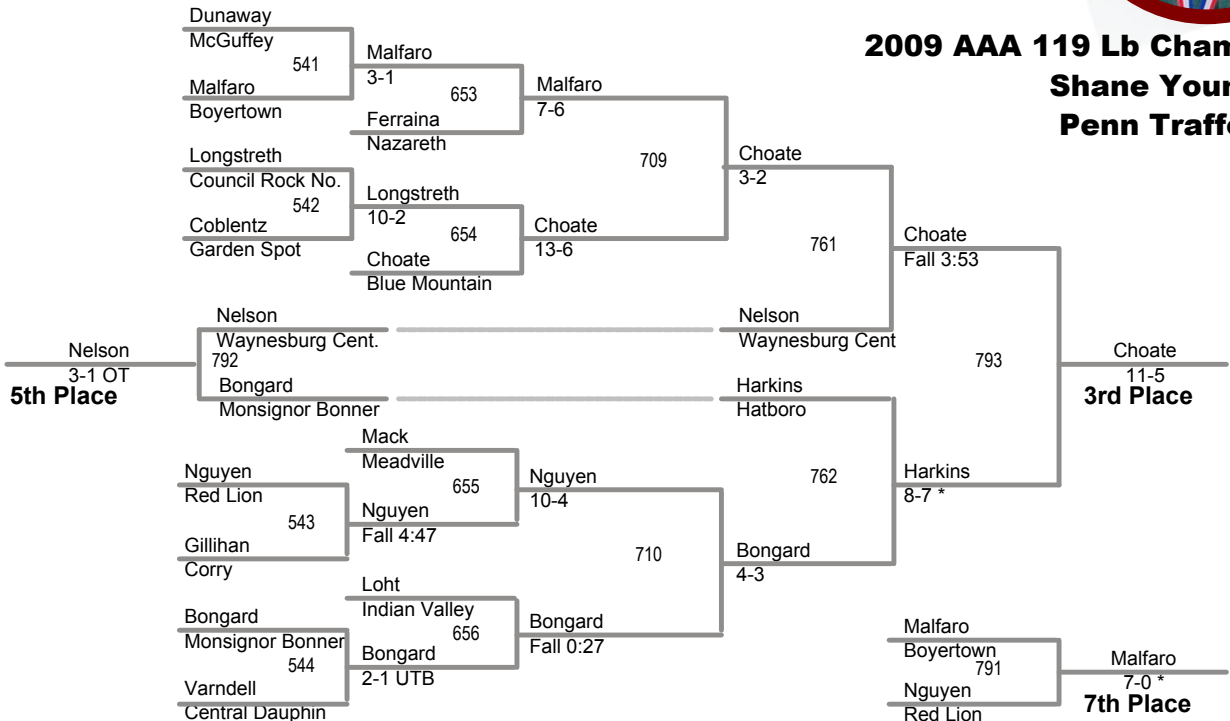 2009 AAA 119 Lb Cham
Shane Your
Penn Traffo
Dunaway
McGuffey
541
Malfaro
Boyertown
Malfaro
3-1
653
Ferraina
Nazareth
Malfaro
7-6
Longstreth
Council Rock No.
542
Coblentz
Garden Spot
Longstreth
10-2
654
Choate
Blue Mountain
Choate
13-6
709
Choate
3-2
761
Nelson
Waynesburg Cent
Choate
Fall 3:53
Nelson
Waynesburg Cent.
792
Bongard
Monsignor Bonner
Nelson
3-1 OT
5th Place
Harkins
Hatboro
762
Harkins
8-7 *
793
Choate
11-5
3rd Place
Mack
Meadville
655
Nguyen
Red Lion
543
Gillihan
Corry
Nguyen
Fall 4:47
Nguyen
10-4
710
Bongard
4-3
Loht
Indian Valley
656
Bongard
Monsignor Bonner
544
Varndell
Central Dauphin
Bongard
2-1 UTB
Bongard
Fall 0:27
Malfaro
Boyertown
791
Nguyen
Red Lion
Malfaro
7-0 *
7th Place